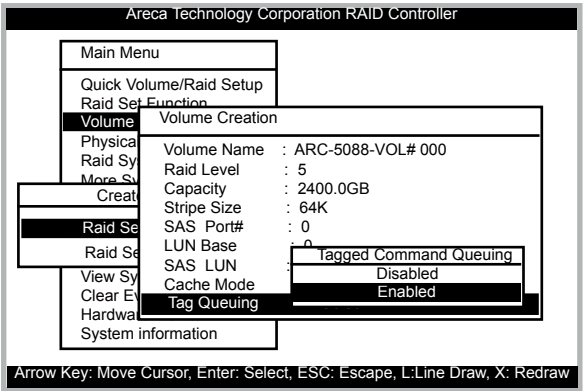 Areca Technology Corporation RAID Controller
Main Menu
Quick Volume/Raid Setup
Raid Set Function
Volume
Physica
Raid Sy
More Sy
Creat
Raid Se
Raid Se
View Sy
Clear Ev
Hardwa
System information
Volume Creation
Volume Name : ARC-5088-VOL# 000
Raid Level : 5
Capacity : 2400.0GB
Stripe Size : 64K
SAS Port# : 0
LUN Base : 0
SAS LUN :
Cache Mode
Tag Queuing
Tagged Command Queuing
Disabled
Enabled
Arrow Key: Move Cursor, Enter: Select, ESC: Escape, L:Line Draw, X: Redraw